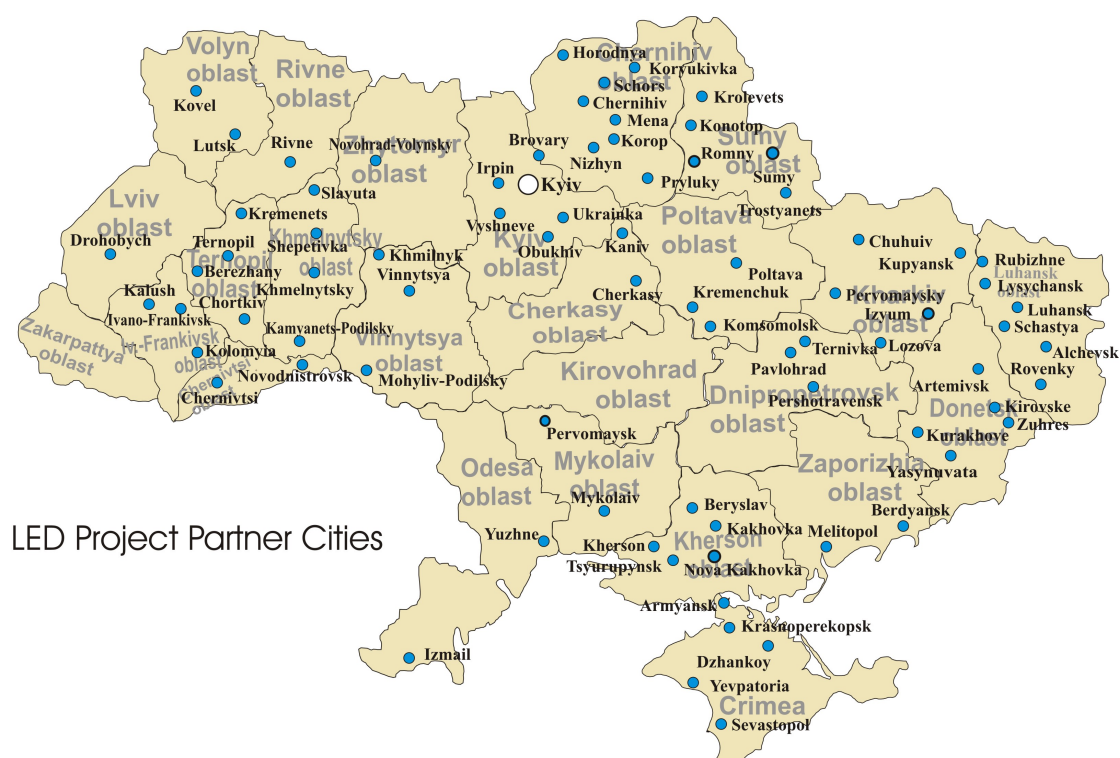 Volyn
oblast
Kovel
Lutsk
Rivne
oblast
Rivne
Zhytomyr
oblast
Novohrad-Volynsky
Slavuta
Chernihiv
oblast
Horodnya
Koryukivka
Schors
Chernihiv
Mena
Korop
Nizhyn
Pryluky
Sumy
oblast
Krolevets
Konotop
Romny
Sumy
Trostyanets
Brovary
Irpin
Kyiv
Vyshneve
Ukrainka
Obukhiv
Kyiv
oblast
Lviv
oblast
Drohobych
Kremenets
Ternopil
Ternopil
oblast
Berezhany
Chortkiv
Shepetivka
Khmelnytsky
oblast
Khmelnytsky
Kamyanets-Podilsky
Khmilnyk
Vinnytsya
Vinnytsya
oblast
Mohyliv-Podilsky
Kalush
Ivano-Frankivsk
I.-Frankivsk
oblast
Kolomyia
Zakarpattya
oblast
Chernivtsi
oblast
Chernivtsi
Novodnistrovsk
Kaniv
Cherkasy
Cherkasy
oblast
Poltava
oblast
Poltava
Kremenchuk
Komsomolsk
Chuhuiv
Kupyansk
Pervomaysky
Kharkiv
oblast
Izyum
Lozova
Rubizhne
Luhansk
oblast
Lysychansk
Luhansk
Schastya
Alchevsk
Rovenky
Kirovohrad
oblast
Dnipropetrovsk
oblast
Ternivka
Pavlohrad
Pershotravensk
Artemivsk
Donetsk
oblast
Kirovske
Zuhres
Kurakhove
Yasynuvata
Pervomaysk
Mykolaiv
oblast
Mykolaiv
Odesa
oblast
Yuzhne
Izmail
Zaporizhia
oblast
Berdyansk
Melitopol
Beryslav
Kakhovka
Kherson
oblast
Kherson
Tsyurupynsk
Nova Kakhovka
Armyansk
Krasnoperekopsk
Dzhankoy
Yevpatoria
Crimea
Sevastopol
LED Project Partner Cities